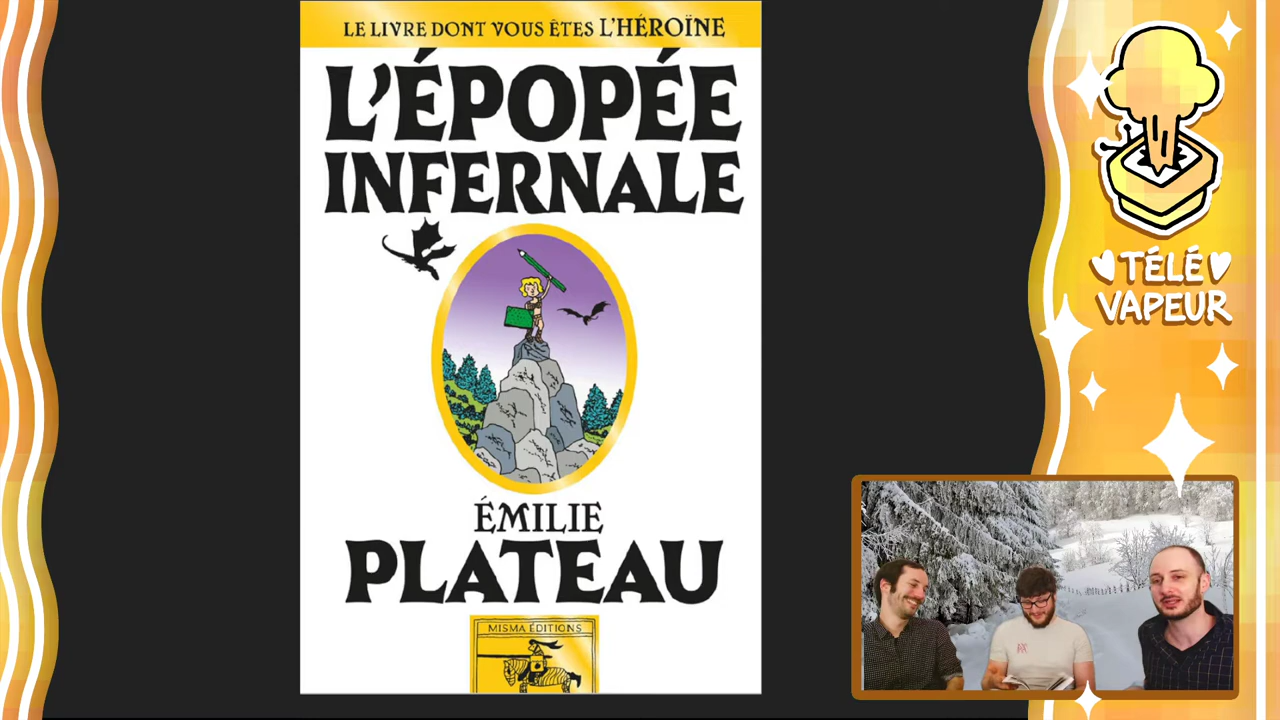 LE LIVRE DONT VOUS ÊTES L'HÉROÏNE
L'ÉPOPÉE
INFERNALE
ÉMILIE
PLATEAU
MISMA ÉDITIONS
TÉLÉ
VAPEUR